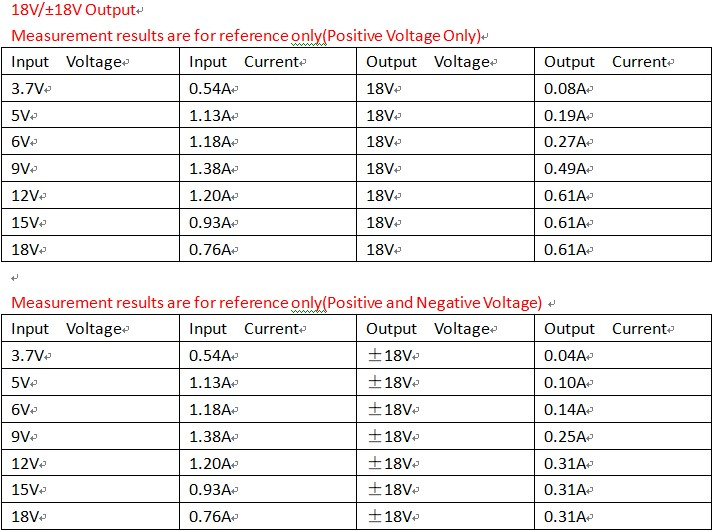 18V/±18V Output
Measurement results are for reference only(Positive Voltage Only)
Input Voltage Input Current Output Voltage Output Current
3.7V 0.54A 18V 0.08A
5V 1.13A 18V 0.19A
6V 1.18A 18V 0.27A
9V 1.38A 18V 0.49A
12V 1.20A 18V 0.61A
15V 0.93A 18V 0.61A
18V 0.76A 18V 0.61A
Measurement results are for reference only(Positive and Negative Voltage)
Input Voltage Input Current Output Voltage Output Current
3.7V 0.54A ±18V 0.04A
5V 1.13A ±18V 0.10A
6V 1.18A ±18V 0.14A
9V 1.38A ±18V 0.25A
12V 1.20A ±18V 0.31A
15V 0.93A ±18V 0.31A
18V 0.76A ±18V 0.31A